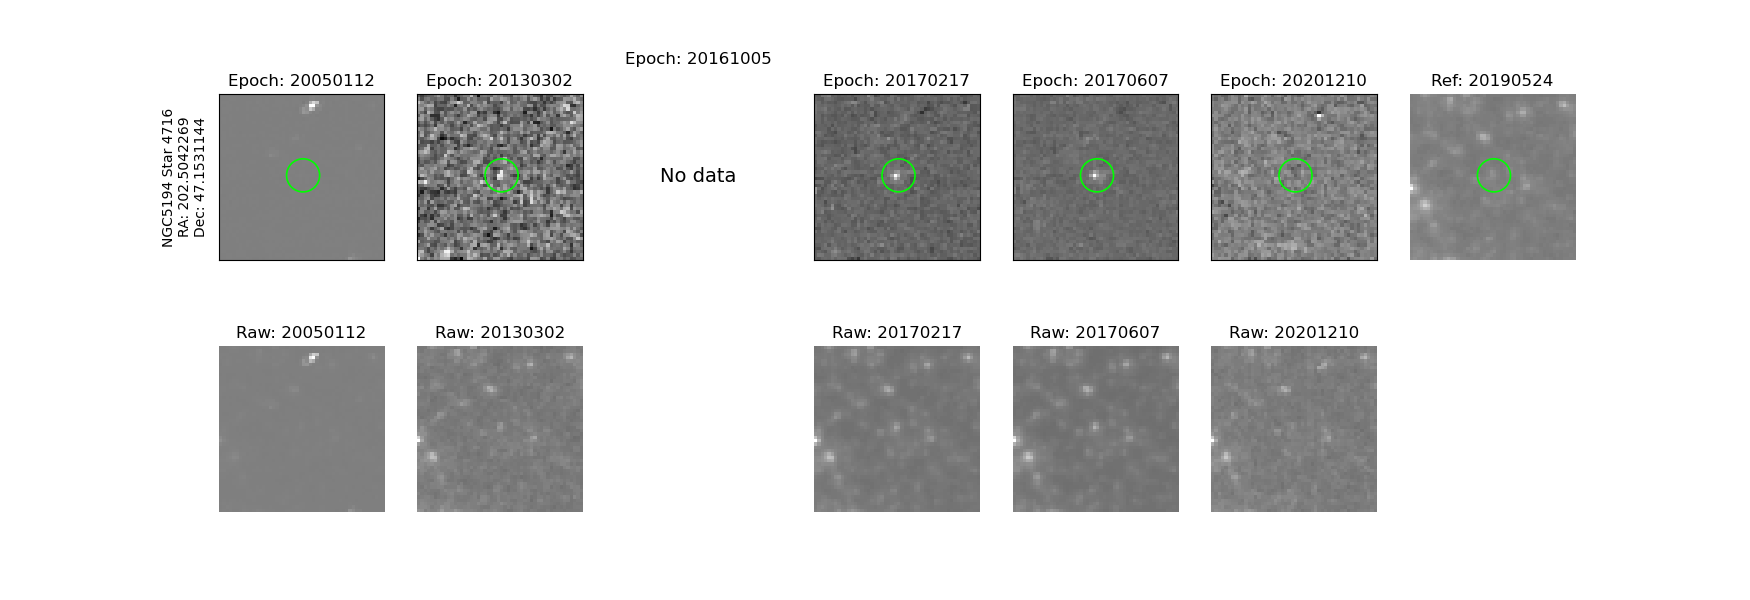 Epoch: 20161005
Epoch: 20050112
Epoch: 20130302
Epoch: 20170217
Epoch: 20170607
Epoch: 20201210
Ref: 20190524
NGC5194 Star 4716
RA: 202.5042269
Dec: 47.1531144
No data
Raw: 20050112
Raw: 20130302
Raw: 20170217
Raw: 20170607
Raw: 20201210